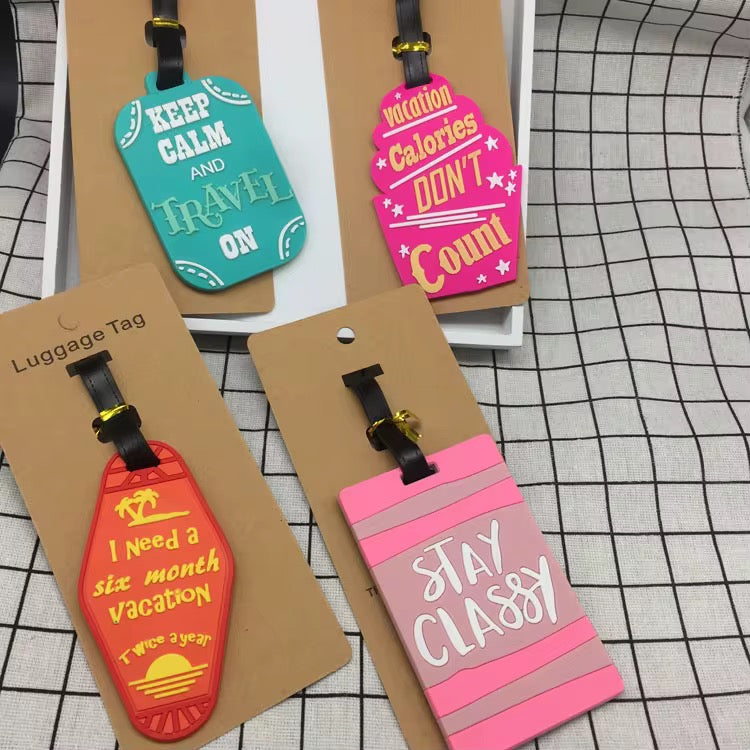 KEEP
CALM
AND
TRAVEL
ON
vacation
Calories
DON'T
Count
Luggage Tag
I Need a
six month
vacation
Twice a year
STAY
CLASSY